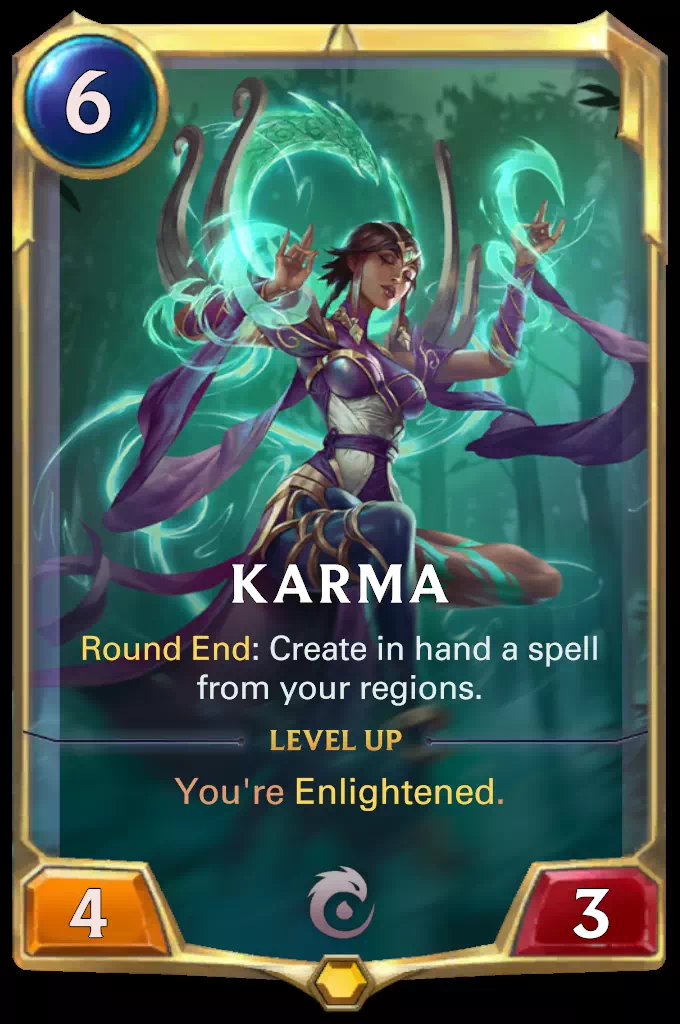 6
KARMA
Round End: Create in hand a spell
from your regions.
LEVEL UP
You're Enlightened.
4
3